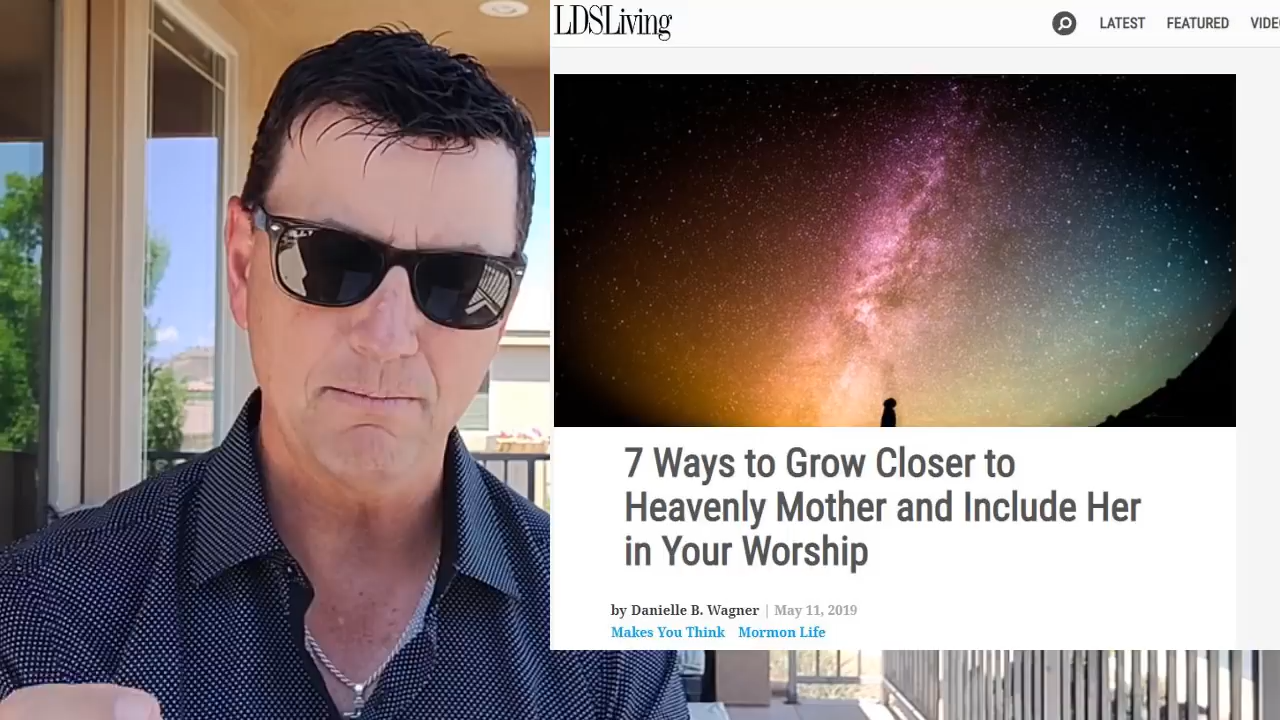 LDSLiving
LATEST FEATURED VIDE
7 Ways to Grow Closer to
Heavenly Mother and Include Her
in Your Worship
by Danielle B. Wagner | May 11, 2019
Makes You Think Mormon Life